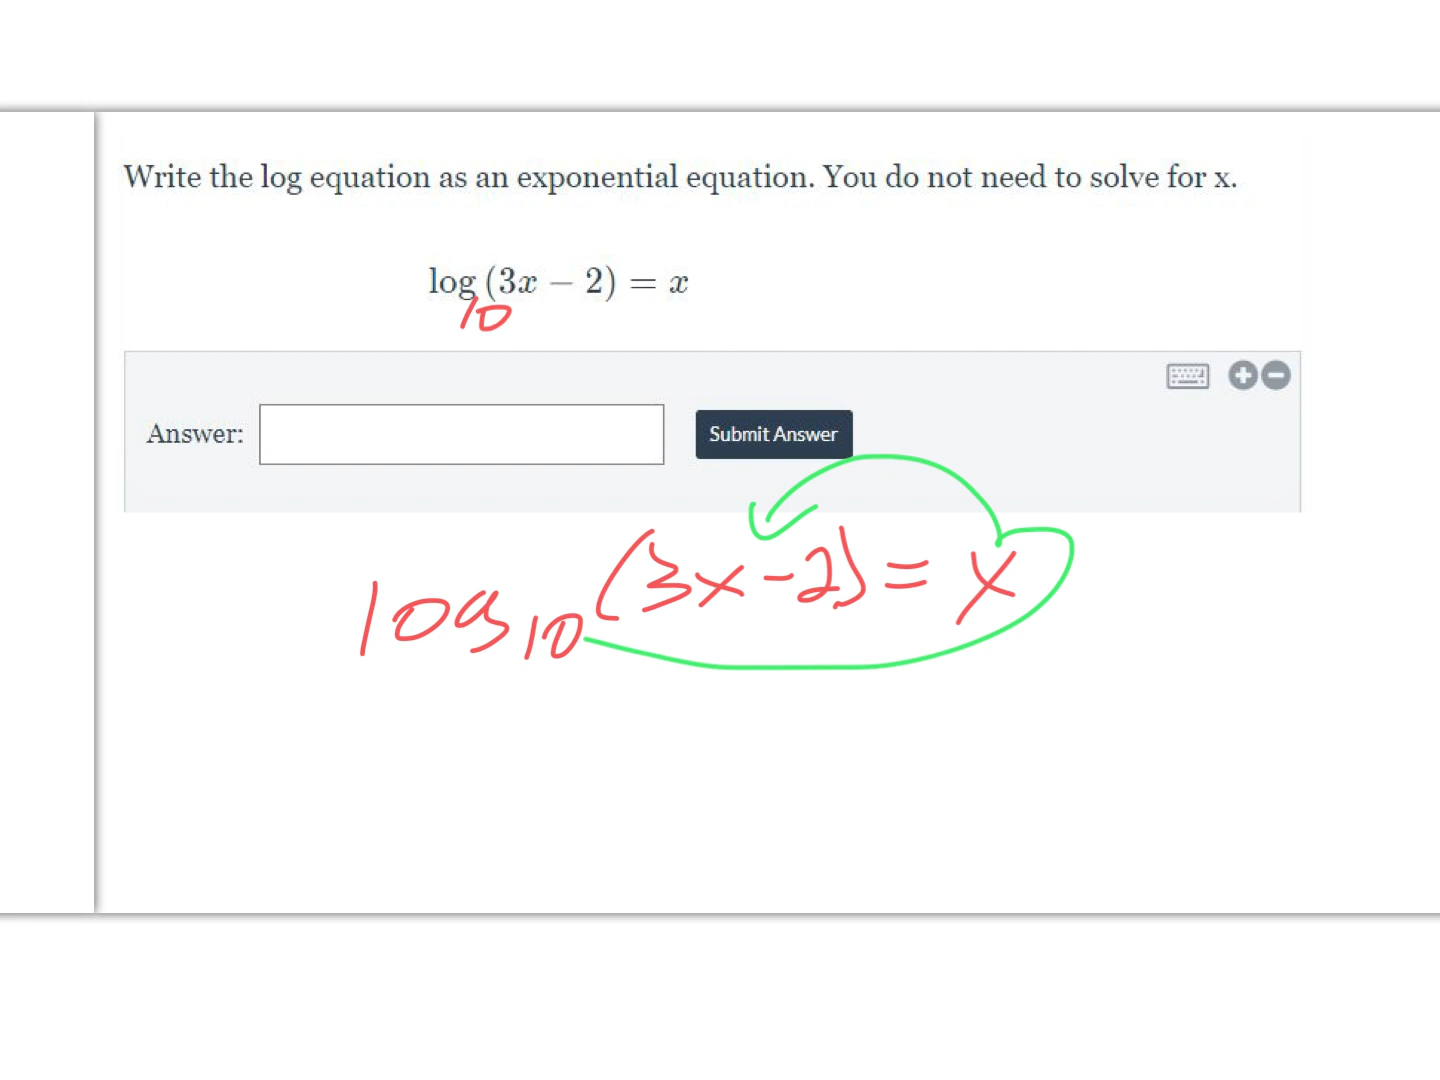 Write the log equation as an exponential equation. You do not need to solve for x.
log (3x − 2) = x
10
Answer:
Submit Answer
log10 (3x-2) = x